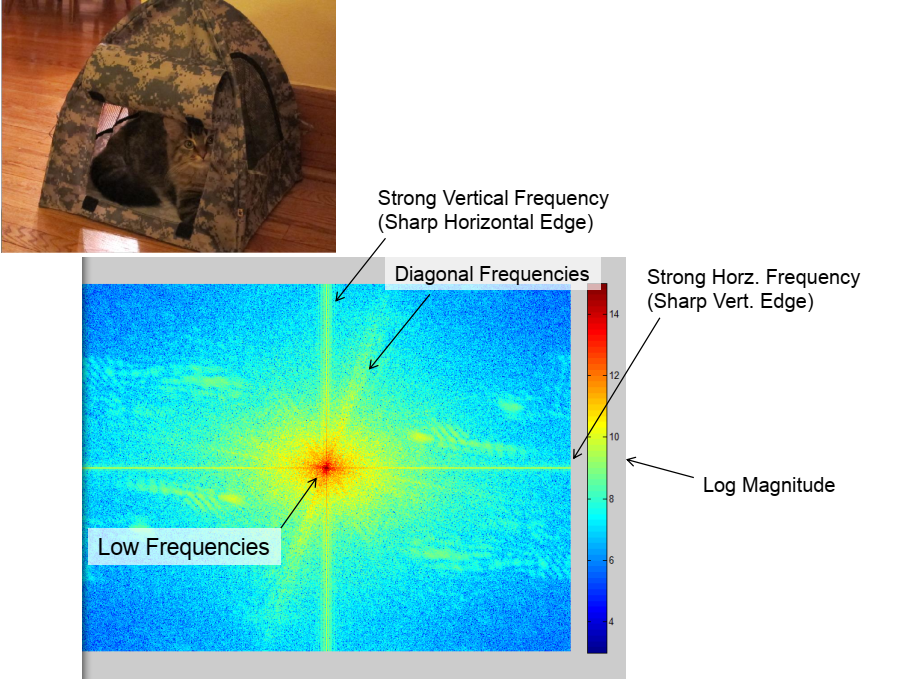 Strong Vertical Frequency
(Sharp Horizontal Edge)
Diagonal Frequencies
Strong Horz. Frequency
(Sharp Vert. Edge)
14
12
10
8
6
4
Log Magnitude
Low Frequencies